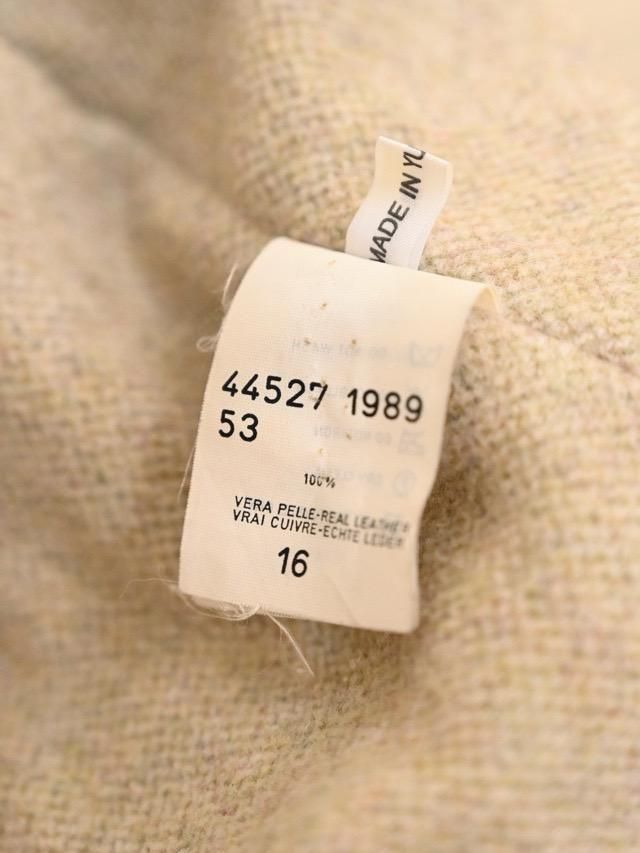 MADE IN YU
44527 1989
53
100%
VERA PELLE-REAL LEATHER
VRAI CUIVRE-ECHTE LEDER
16